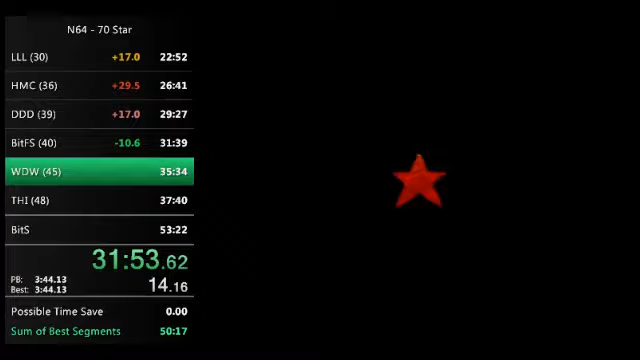 N64 - 70 Star
LLL (30) +17.0 22:52
HMC (36) +29.5 26:41
DDD (39) +17.0 29:27
BitFS (40) -10.6 31:39
WDW (45) 35:34
THI (48) 37:40
BitS 53:22
31:53.62
PB: 3:44.13
Best: 3:44.13 14.16
Possible Time Save 0.00
Sum of Best Segments 50:17